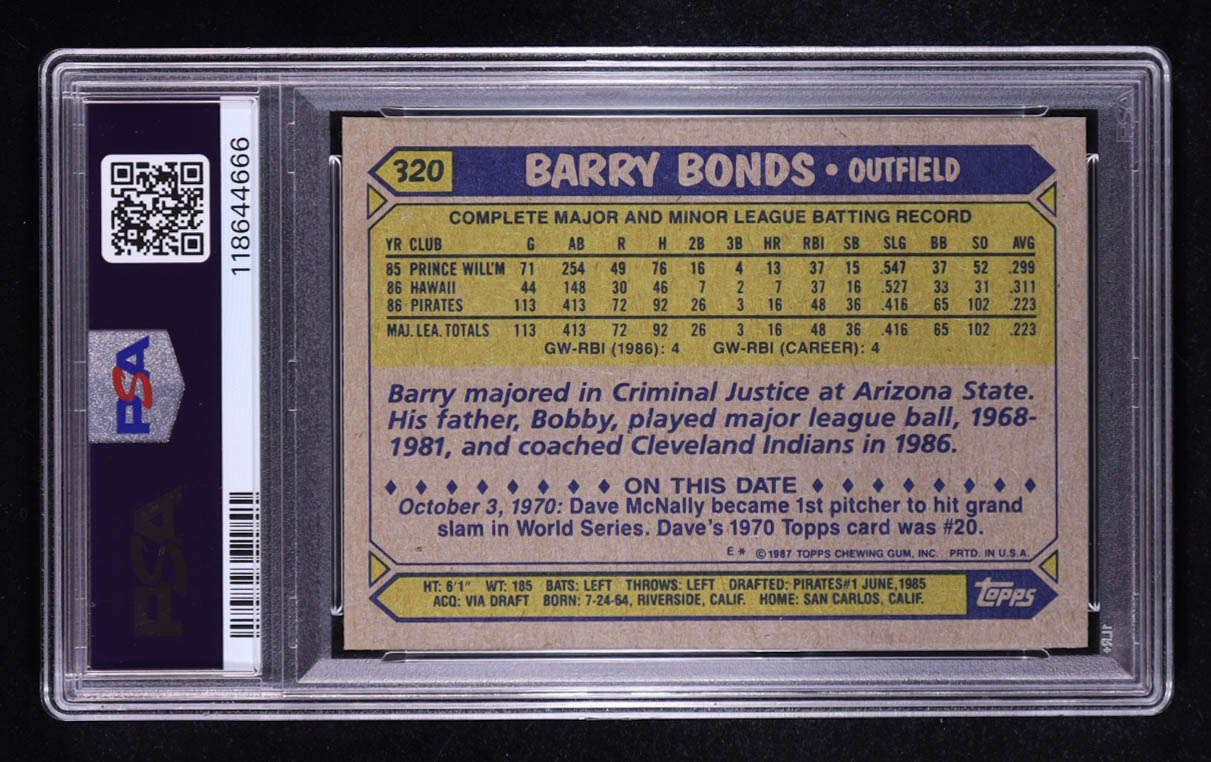 118644666
PSA
PSA
320 BARRY BONDS • OUTFIELD
COMPLETE MAJOR AND MINOR LEAGUE BATTING RECORD
YR CLUB G AB R H 2B 3B HR RBI SB SLG BB SO AVG
85 PRINCE WILL'M 71 254 49 76 16 4 13 37 15 .547 37 52 .299
86 HAWAII 44 148 30 46 7 2 7 37 16 .527 33 31 .311
86 PIRATES 113 413 72 92 26 3 16 48 36 .416 65 102 .223
MAJ. LEA. TOTALS 113 413 72 92 26 3 16 48 36 .416 65 102 .223
GW-RBI (1986): 4 GW-RBI (CAREER): 4
Barry majored in Criminal Justice at Arizona State.
His father, Bobby, played major league ball, 1968-
1981, and coached Cleveland Indians in 1986.
♦ ♦ ♦ ♦ ♦ ♦ ♦ ♦ ♦ ON THIS DATE ♦ ♦ ♦ ♦ ♦ ♦ ♦ ♦
October 3, 1970: Dave McNally became 1st pitcher to hit grand
slam in World Series. Dave's 1970 Topps card was #20.
E* ©1987 TOPPS CHEWING GUM, INC. PRTD. IN U.S.A.
HT: 6'1" WT: 185 BATS: LEFT THROWS: LEFT DRAFTED: PIRATES#1 JUNE,1985
ACQ: VIA DRAFT BORN: 7-24-64, RIVERSIDE, CALIF. HOME: SAN CARLOS, CALIF.
topps
PSA